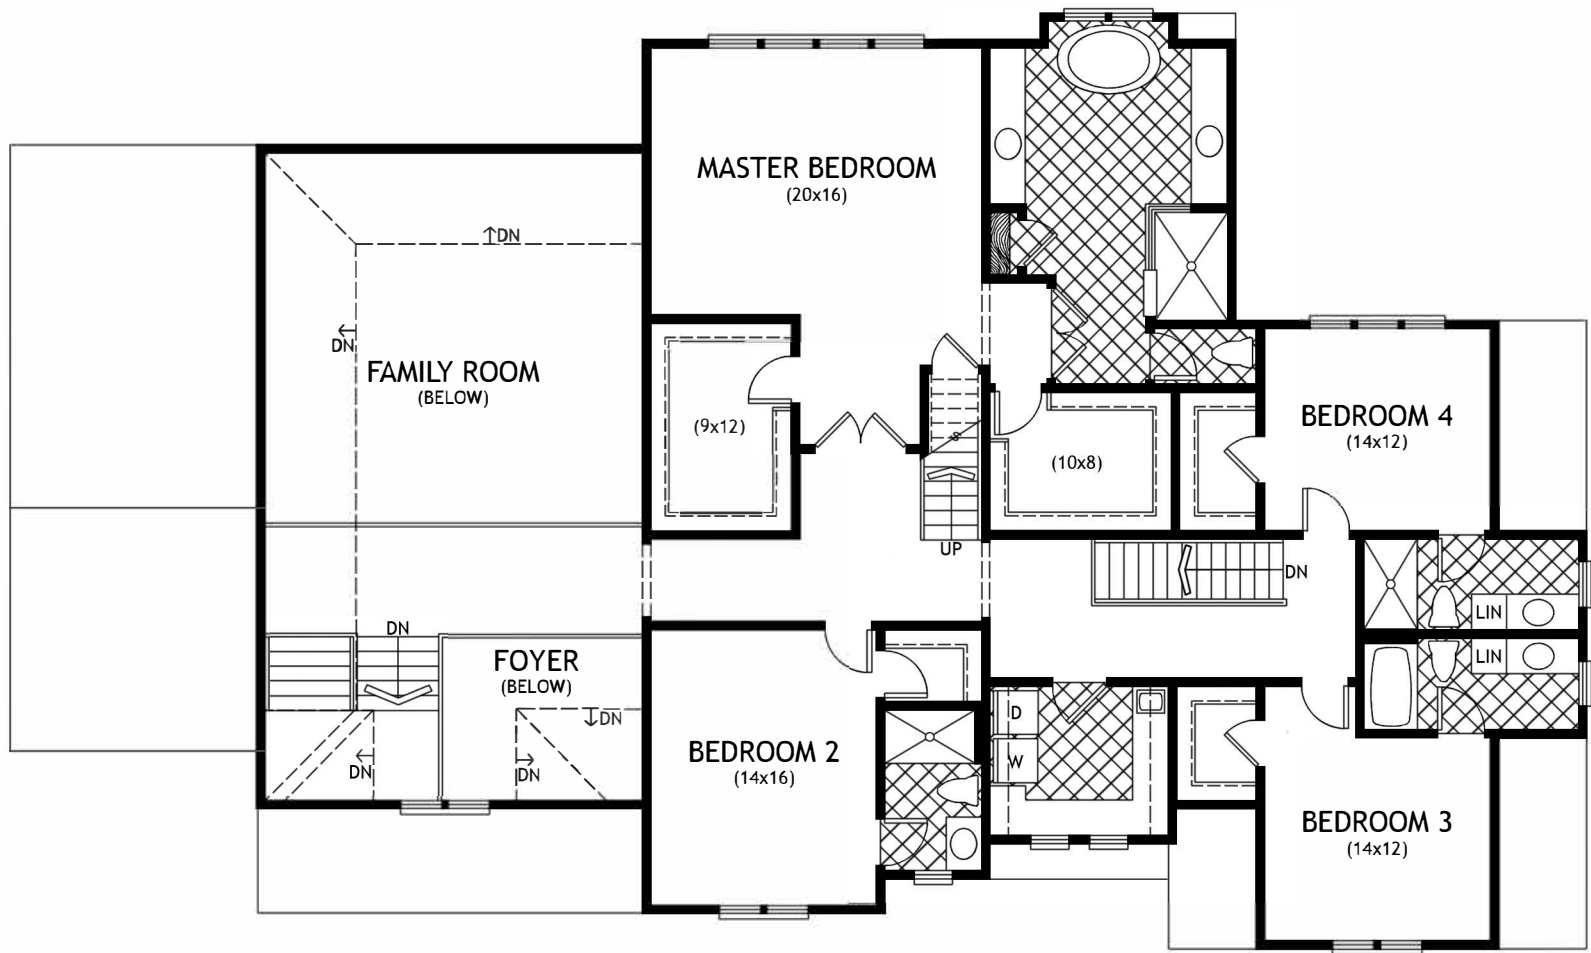 MASTER BEDROOM
(20x16)
DN
DN
FAMILY ROOM
(BELOW)
(9x12)
S
UP
(10x8)
BEDROOM 4
(14x12)
DN
LIN
LIN
DN
FOYER
(BELOW)
DN
DN
DN
BEDROOM 2
(14x16)
D
W
BEDROOM 3
(14x12)